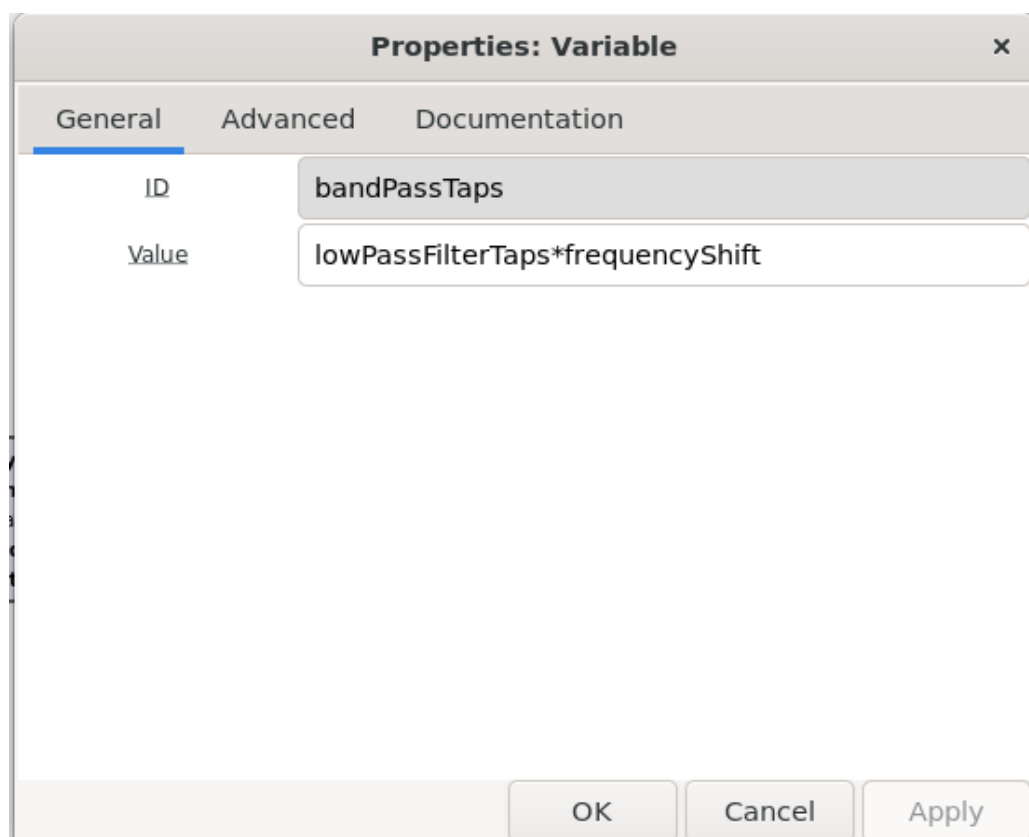 Properties: Variable ×
General Advanced Documentation
ID bandPassTaps
Value lowPassFilterTaps*frequencyShift
OK Cancel Apply